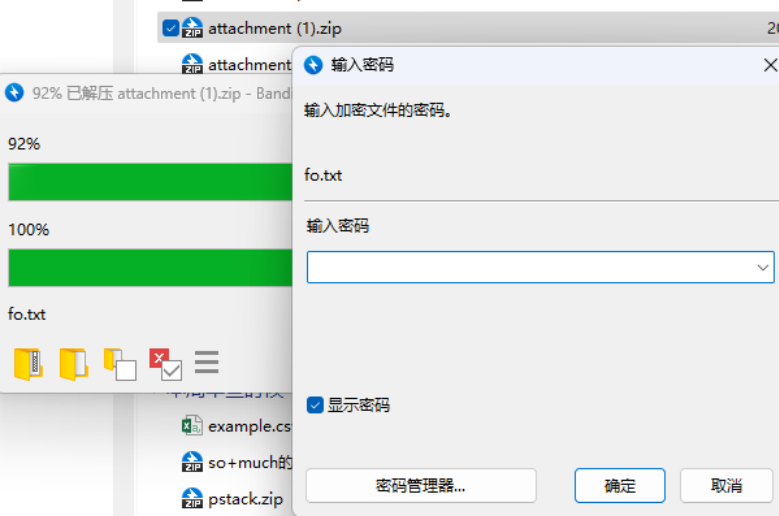 attachment (1).zip
20
attachment
92% 已解压 attachment (1).zip - Band
92%
100%
fo.txt
输入密码
输入加密文件的密码。
fo.txt
输入密码
显示密码
密码管理器...
确定
取消
example.cs
so+much的
pstack.zip